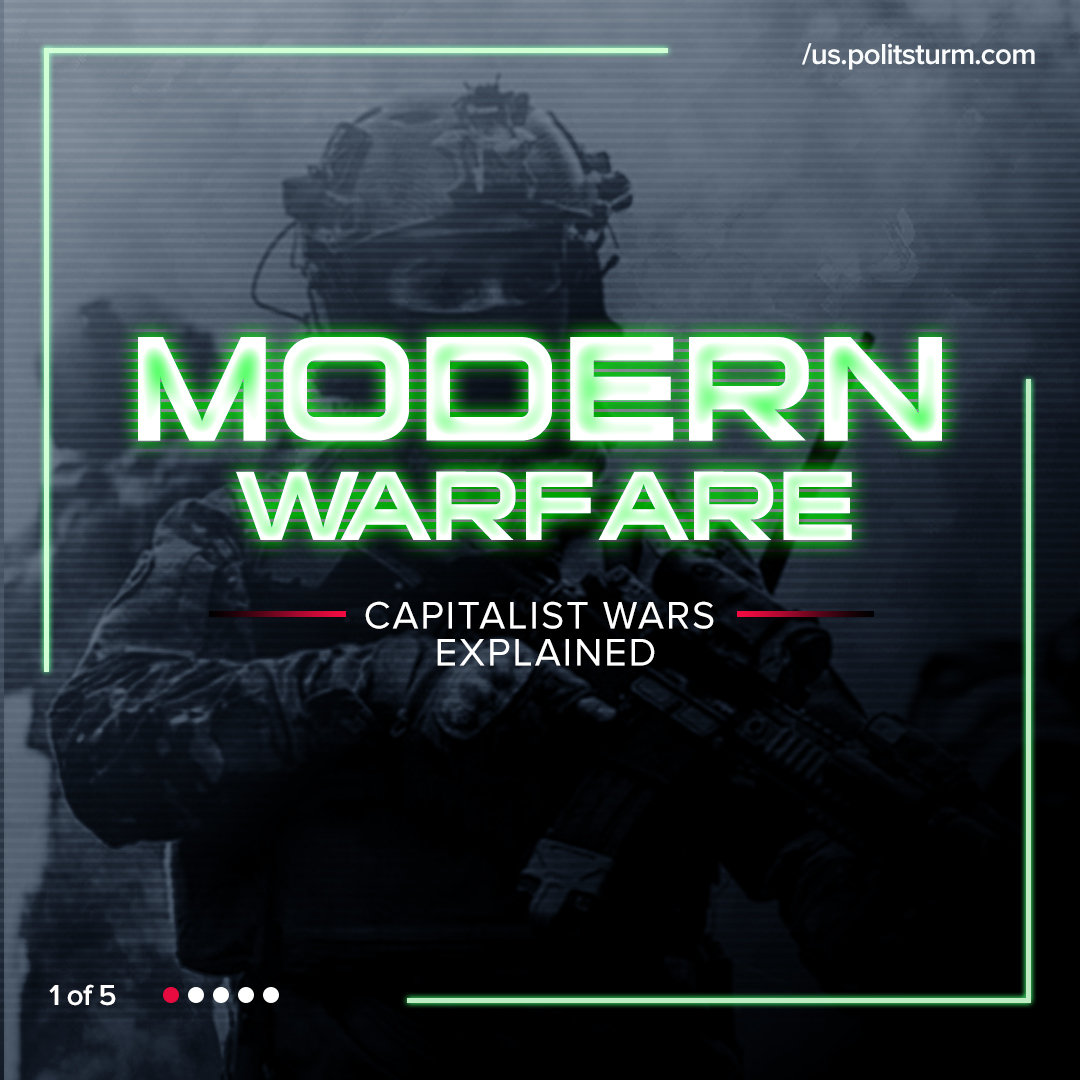 /us.politsturm.com
MODERN
WARFARE
CAPITALIST WARS
EXPLAINED
1 of 5